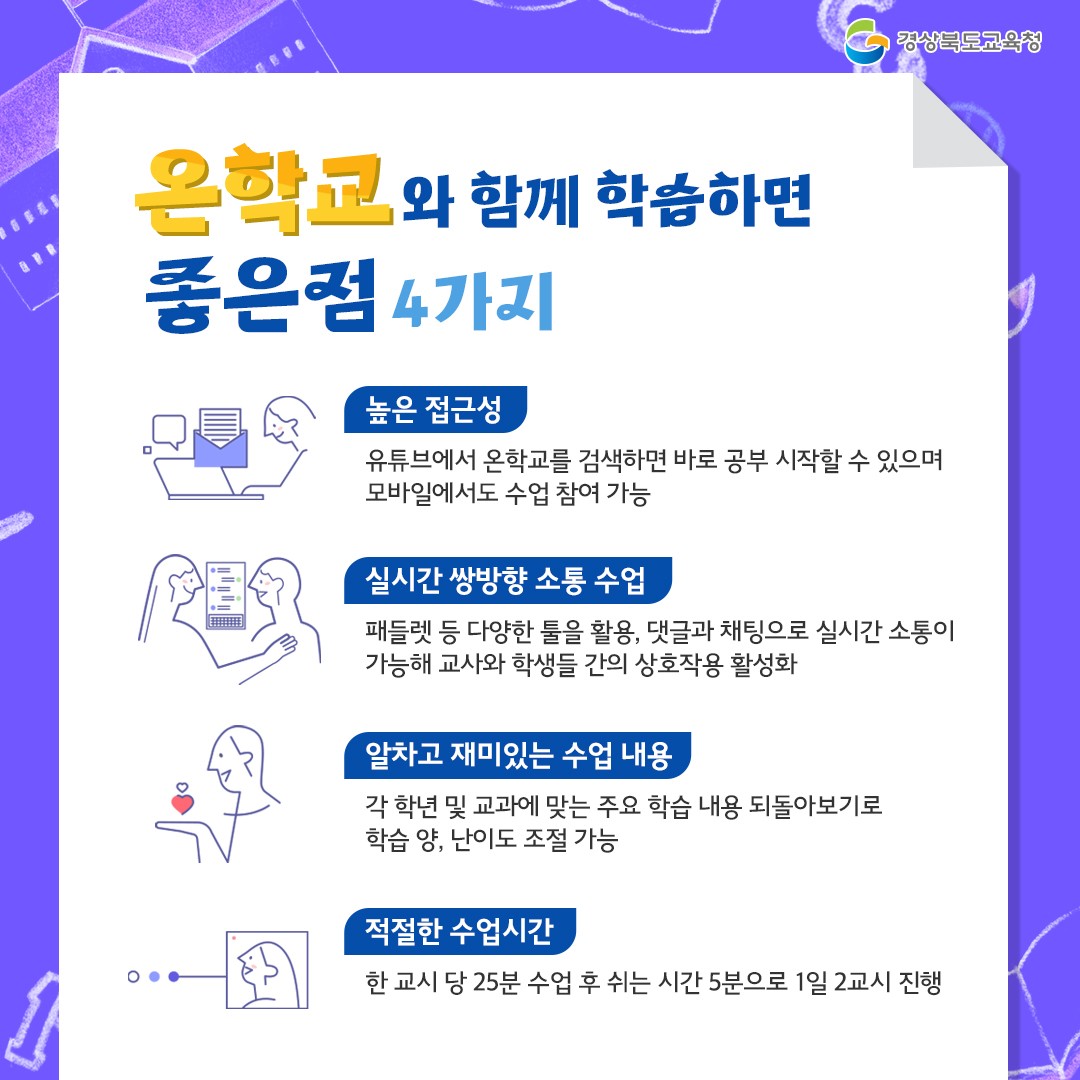 경상북도교육청
온학교와 함께 학습하면
좋은점 4가지
높은 접근성
유튜브에서 온학교를 검색하면 바로 공부 시작할 수 있으며
모바일에서도 수업 참여 가능
실시간 쌍방향 소통 수업
패들렛 등 다양한 툴을 활용, 댓글과 채팅으로 실시간 소통이
가능해 교사와 학생들 간의 상호작용 활성화
알차고 재미있는 수업 내용
각 학년 및 교과에 맞는 주요 학습 내용 되돌아보기로
학습 양, 난이도 조절 가능
적절한 수업시간
한 교시 당 25분 수업 후 쉬는 시간 5분으로 1일 2교시 진행